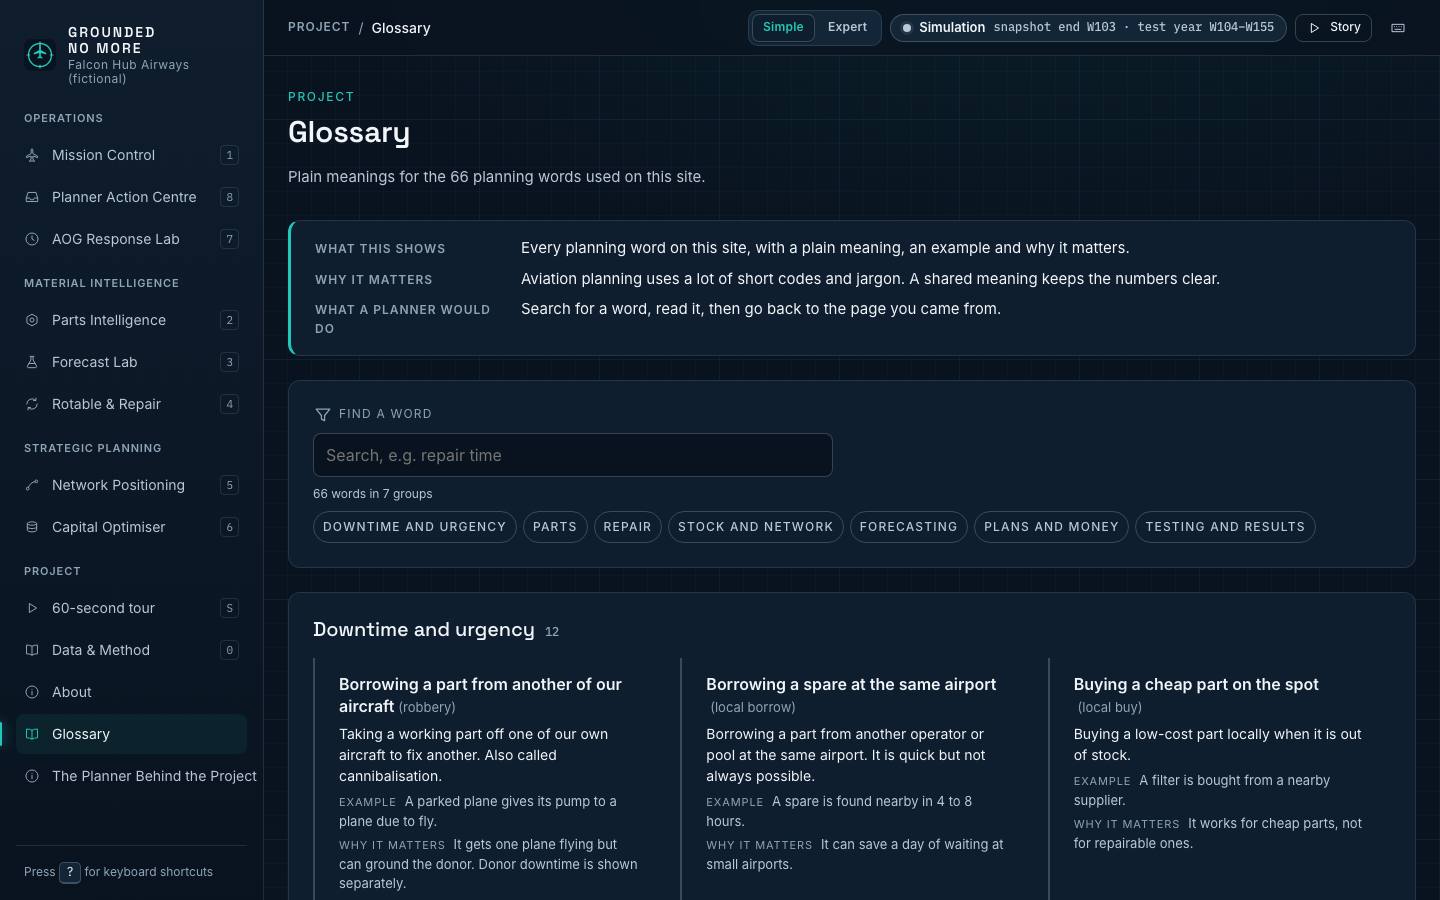 GROUNDED
NO MORE
Falcon Hub Airways
(fictional)
OPERATIONS
Mission Control 1
Planner Action Centre 8
AOG Response Lab 7
MATERIAL INTELLIGENCE
Parts Intelligence 2
Forecast Lab 3
Rotable & Repair 4
STRATEGIC PLANNING
Network Positioning 5
Capital Optimiser 6
PROJECT
60-second tour S
Data & Method 0
About
Glossary
The Planner Behind the Project
Press ? for keyboard shortcuts
PROJECT / Glossary
Simple Expert
Simulation snapshot end W103 · test year W104–W155
Story
PROJECT
Glossary
Plain meanings for the 66 planning words used on this site.
WHAT THIS SHOWS Every planning word on this site, with a plain meaning, an example and why it matters.
WHY IT MATTERS Aviation planning uses a lot of short codes and jargon. A shared meaning keeps the numbers clear.
WHAT A PLANNER WOULD Search for a word, read it, then go back to the page you came from.
DO
FIND A WORD
Search, e.g. repair time
66 words in 7 groups
DOWNTIME AND URGENCY PARTS REPAIR STOCK AND NETWORK FORECASTING PLANS AND MONEY TESTING AND RESULTS
Downtime and urgency 12
Borrowing a part from another of our
aircraft (robbery)
Taking a working part off one of our own
aircraft to fix another. Also called
cannibalisation.
EXAMPLE A parked plane gives its pump to a
plane due to fly.
WHY IT MATTERS It gets one plane flying but
can ground the donor. Donor downtime is shown
separately.
Borrowing a spare at the same airport
(local borrow)
Borrowing a part from another operator or
pool at the same airport. It is quick but not
always possible.
EXAMPLE A spare is found nearby in 4 to 8
hours.
WHY IT MATTERS It can save a day of waiting at
small airports.
Buying a cheap part on the spot
(local buy)
Buying a low-cost part locally when it is out
of stock.
EXAMPLE A filter is bought from a nearby
supplier.
WHY IT MATTERS It works for cheap parts, not
for repairable ones.